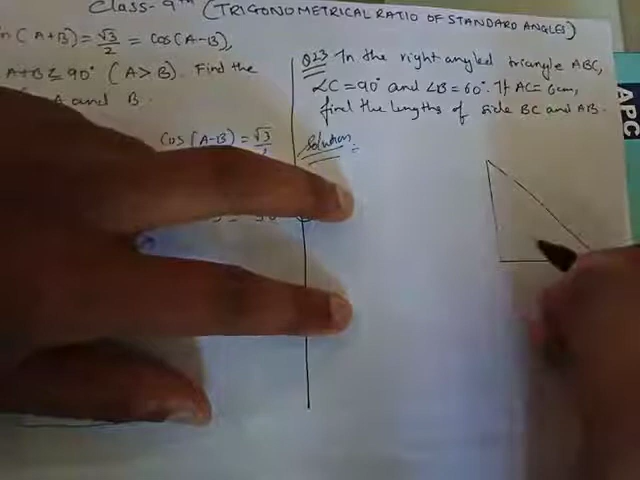 Class-9th (TRIGONOMETRICAL RATIO OF STANDARD ANGLES)
(A+B) = √3/2 = cos(A-B),
A+B ≤ 90° (A>B). Find the
A and B.
cos(A-B) = √3
Q23 In the right angled triangle ABC,
∠C=90° and ∠B=60°. If AC= 6cm,
find the lengths of side BC and AB.
Solution:
APC